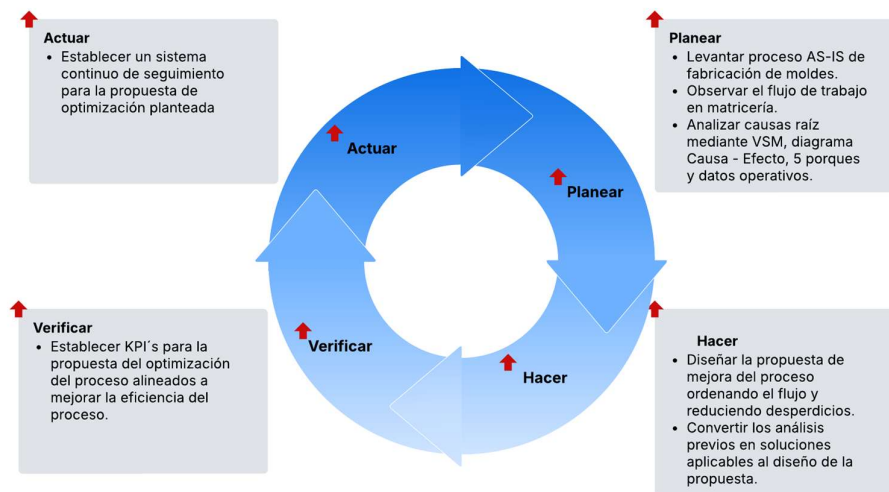 Actuar
• Establecer un sistema
continuo de seguimiento
para la propuesta de
optimización planteada
Planear
• Levantar proceso AS-IS de
fabricación de moldes.
• Observar el flujo de trabajo
en matricería.
• Analizar causas raíz
mediante VSM, diagrama
Causa - Efecto, 5 porques
y datos operativos.
Actuar
Planear
Verificar
Hacer
Verificar
• Establecer KPI´s para la
propuesta del optimización
del proceso alineados a
mejorar la eficiencia del
proceso.
Hacer
• Diseñar la propuesta de
mejora del proceso
ordenando el flujo y
reduciendo desperdicios.
• Convertir los análisis
previos en soluciones
aplicables al diseño de la
propuesta.